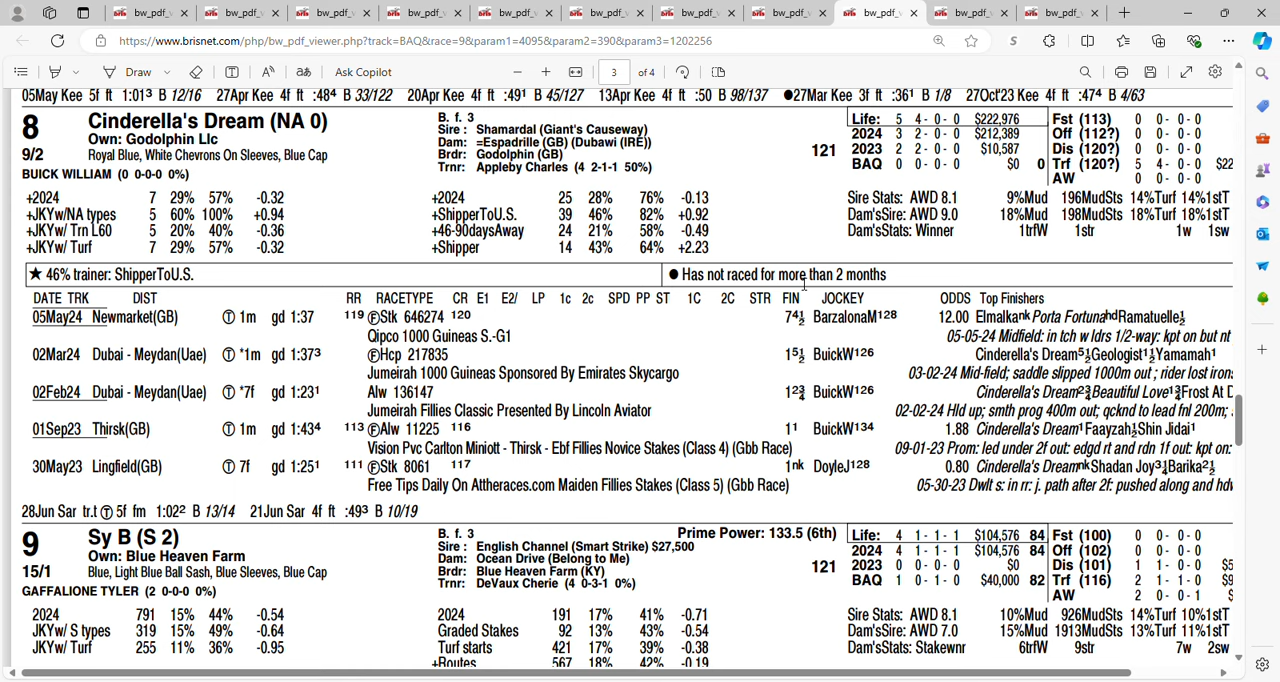 bw_pdf_v bw_pdf_v bw_pdf_v bw_pdf_v bw_pdf_v bw_pdf_v bw_pdf_v bw_pdf_v bw_pdf_v bw_pdf_v bw_pdf_v
https://www.brisnet.com/php/bw_pdf_viewer.php?track=BAQ&race=9&param1=4095&param2=390&param3=1202256
Draw Ask Copilot 3 of 4
05May Kee 5f ft 1:01³ B 12/16 27Apr Kee 4f ft :48⁴ B 33/122 20Apr Kee 4f ft :49¹ B 45/127 13Apr Kee 4f ft :50 B 98/137 ●27Mar Kee 3f ft :36¹ B 1/8 27Oct'23 Kee 4f ft :47⁴ B 4/63
8 Cinderella's Dream (NA 0)
Own: Godolphin Llc
9/2 Royal Blue, White Chevrons On Sleeves, Blue Cap
BUICK WILLIAM (0 0-0-0 0%)
B. f. 3
Sire : Shamardal (Giant's Causeway)
Dam: =Espadrille (GB) (Dubawi (IRE))
Brdr: Godolphin (GB)
Trnr: Appleby Charles (4 2-1-1 50%)
121
Life: 5 4- 0- 0 $222,976
2024 3 2- 0- 0 $212,389
2023 2 2- 0- 0 $10,587
BAQ 0 0- 0- 0 $0 0
Fst (113) 0 0- 0- 0
Off (112?) 0 0- 0- 0
Dis (120?) 0 0- 0- 0
Trf (120?) 5 4- 0- 0 $22
AW 0 0- 0- 0
+2024 7 29% 57% -0.32
+JKYw/NA types 5 60% 100% +0.94
+JKYw/ Trn L60 5 20% 40% -0.36
+JKYw/ Turf 7 29% 57% -0.32
+2024 25 28% 76% -0.13
+ShipperToU.S. 39 46% 82% +0.92
+46-90daysAway 24 21% 58% -0.49
+Shipper 14 43% 64% +2.23
Sire Stats: AWD 8.1 9%Mud 196MudSts 14%Turf 14%1stT
Dam'sSire: AWD 9.0 18%Mud 198MudSts 18%Turf 18%1stT
Dam'sStats: Winner 1trfW 1str 1w 1sw
★ 46% trainer: ShipperToU.S. ● Has not raced for more than 2 months
DATE TRK DIST RR RACETYPE CR E1 E2/ LP 1c 2c SPD PP ST 1C 2C STR FIN JOCKEY ODDS Top Finishers
05May24 Newmarket(GB) Ⓣ 1m gd 1:37 119 ⒻStk 646274 120 7⁴½ BarzalonaM¹²⁸ 12.00 Elmalkaⁿᵏ Porta Fortunaʰᵈ Ramatuelle½
Qipco 1000 Guineas S.-G1 05-05-24 Midfield: in tch w ldrs 1/2-way: kpt on but nt
02Mar24 Dubai - Meydan(Uae) Ⓣ *1m gd 1:37³ ⒻHcp 217835 1⁵½ BuickW¹²⁶ Cinderella's Dream⁵½Geologist¹½Yamamah¹
Jumeirah 1000 Guineas Sponsored By Emirates Skycargo 03-02-24 Mid-field; saddle slipped 1000m out ; rider lost irons
02Feb24 Dubai - Meydan(Uae) Ⓣ *7f gd 1:23¹ Alw 136147 1²¾ BuickW¹²⁶ Cinderella's Dream²¾Beautiful Love¹¾Frost At D
Jumeirah Fillies Classic Presented By Lincoln Aviator 02-02-24 Hld up; smth prog 400m out; qcknd to lead fnl 200m;
01Sep23 Thirsk(GB) Ⓣ 1m gd 1:43⁴ 113 ⒻAlw 11225 116 1¹ BuickW¹³⁴ 1.88 Cinderella's Dream¹Faayzah½Shin Jidai¹
Vision Pvc Carlton Miniott - Thirsk - Ebf Fillies Novice Stakes (Class 4) (Gbb Race) 09-01-23 Prom: led under 2f out: edgd rt and rdn 1f out: kpt on:
30May23 Lingfield(GB) Ⓣ 7f gd 1:25¹ 111 ⒻStk 8061 117 1ⁿᵏ DoyleJ¹²⁸ 0.80 Cinderella's Dreamⁿᵏ Shadan Joy³¼Barika²½
Free Tips Daily On Attheraces.com Maiden Fillies Stakes (Class 5) (Gbb Race) 05-30-23 Dwlt s: in rr: j. path after 2f: pushed along and hdw
28Jun Sar tr.t Ⓣ 5f fm 1:02² B 13/14 21Jun Sar 4f ft :49³ B 10/19
9 Sy B (S 2)
Own: Blue Heaven Farm
15/1 Blue, Light Blue Ball Sash, Blue Sleeves, Blue Cap
GAFFALIONE TYLER (2 0-0-0 0%)
B. f. 3 Prime Power: 133.5 (6th)
Sire : English Channel (Smart Strike) $27,500
Dam: Ocean Drive (Belong to Me)
Brdr: Blue Heaven Farm (KY)
Trnr: DeVaux Cherie (4 0-3-1 0%)
121
Life: 4 1- 1- 1 $104,576 84
2024 4 1- 1- 1 $104,576 84
2023 0 0- 0- 0 $0
BAQ 1 0- 1- 0 $40,000 82
Fst (100) 0 0- 0- 0
Off (102) 0 0- 0- 0
Dis (101) 1 1- 0- 0 $5
Trf (116) 2 1- 1- 0 $9
AW 2 0- 0- 1 $
2024 791 15% 44% -0.54
JKYw/ S types 319 15% 49% -0.64
JKYw/ Turf 255 11% 36% -0.95
2024 191 17% 41% -0.71
Graded Stakes 92 13% 43% -0.54
Turf starts 421 17% 39% -0.38
+Routes 567 18% 42% -0.19
Sire Stats: AWD 8.1 10%Mud 926MudSts 14%Turf 10%1stT
Dam'sSire: AWD 7.0 15%Mud 1913MudSts 13%Turf 11%1stT
Dam'sStats: Stakewnr 6trfW 9str 7w 2sw